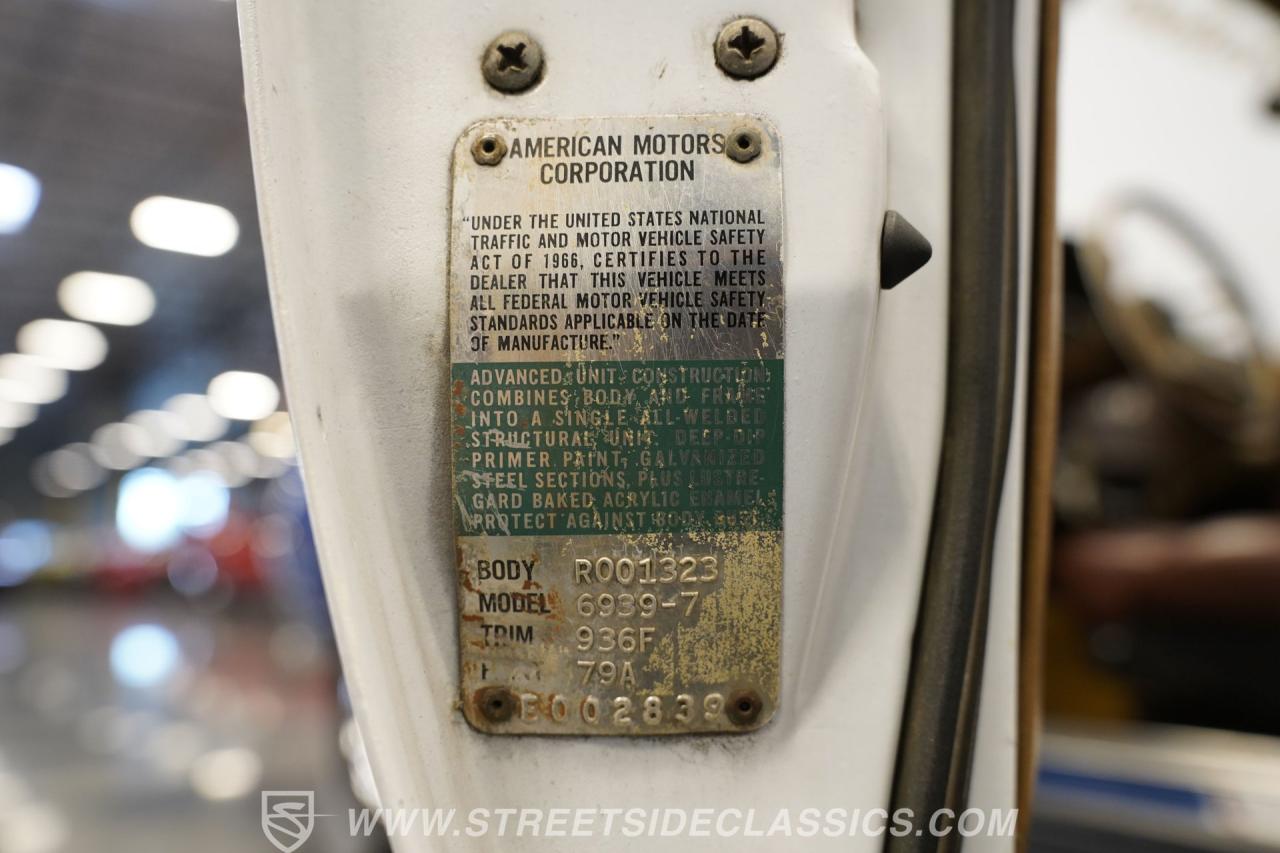 AMERICAN MOTORS
CORPORATION
"UNDER THE UNITED STATES NATIONAL
TRAFFIC AND MOTOR VEHICLE SAFETY
ACT OF 1966, CERTIFIES TO THE
DEALER THAT THIS VEHICLE MEETS
ALL FEDERAL MOTOR VEHICLE SAFETY
STANDARDS APPLICABLE ON THE DATE
OF MANUFACTURE."
ADVANCED UNIT CONSTRUCTION
COMBINES BODY AND FRAME
INTO A SINGLE ALL-WELDED
STRUCTURAL UNIT. DEEP-DIP
PRIMER PAINT, GALVANIZED
STEEL SECTIONS, PLUS LUSTRE-
GARD BAKED ACRYLIC ENAMEL
PROTECT AGAINST BODY RUST
BODY R001323
MODEL 6939-7
TRIM 936F
79A
E002839
WWW.STREETSIDECLASSICS.COM